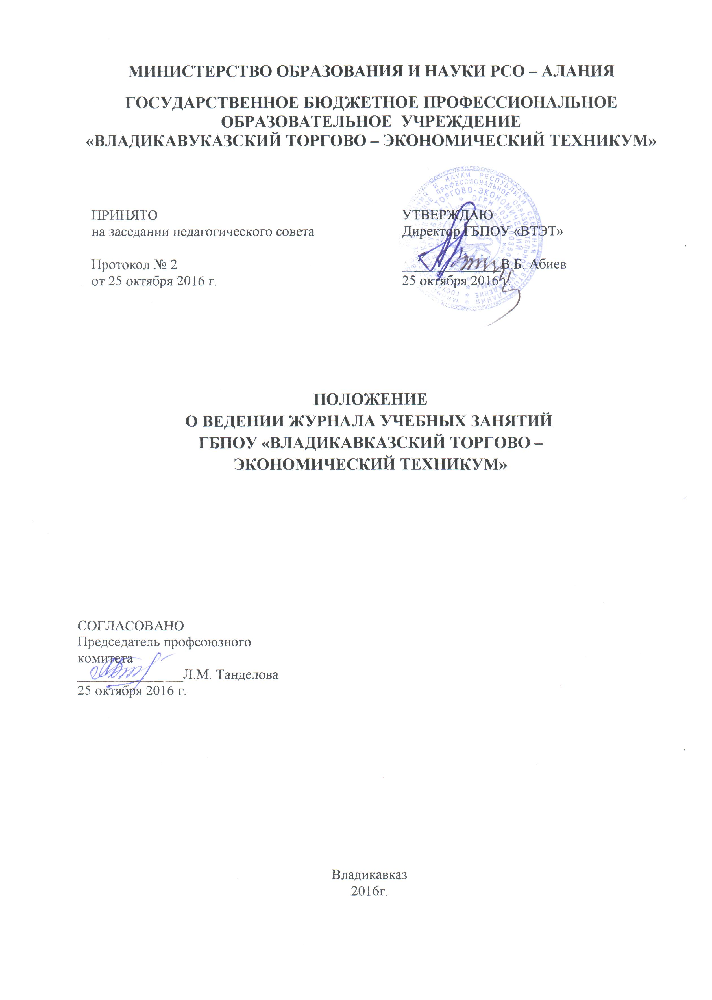 МИНИСТЕРСТВО ОБРАЗОВАНИЯ И НАУКИ РСО – АЛАНИЯ
ГОСУДАРСТВЕННОЕ БЮДЖЕТНОЕ ПРОФЕССИОНАЛЬНОЕ
ОБРАЗОВАТЕЛЬНОЕ УЧРЕЖДЕНИЕ
«ВЛАДИКАВУКАЗСКИЙ ТОРГОВО – ЭКОНОМИЧЕСКИЙ ТЕХНИКУМ»
ПРИНЯТО
на заседании педагогического совета
Протокол № 2
от 25 октября 2016 г.
УТВЕРЖДАЮ
Директор ГБПОУ «ВТЭТ»
В.Б. Абиев
25 октября 2016 г.
ПОЛОЖЕНИЕ
О ВЕДЕНИИ ЖУРНАЛА УЧЕБНЫХ ЗАНЯТИЙ
ГБПОУ «ВЛАДИКАВКАЗСКИЙ ТОРГОВО –
ЭКОНОМИЧЕСКИЙ ТЕХНИКУМ»
СОГЛАСОВАНО
Председатель профсоюзного
комитета
Л.М. Танделова
25 октября 2016 г.
Владикавказ
2016г.